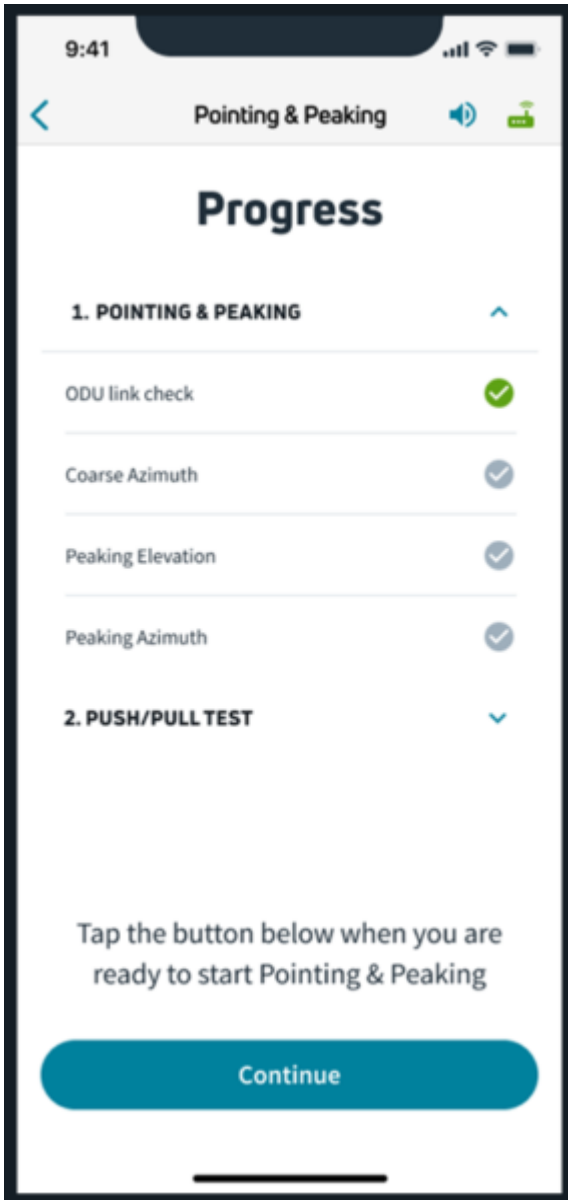 9:41
Pointing & Peaking
Progress
1. POINTING & PEAKING
ODU link check
Coarse Azimuth
Peaking Elevation
Peaking Azimuth
2. PUSH/PULL TEST
Tap the button below when you are
ready to start Pointing & Peaking
Continue